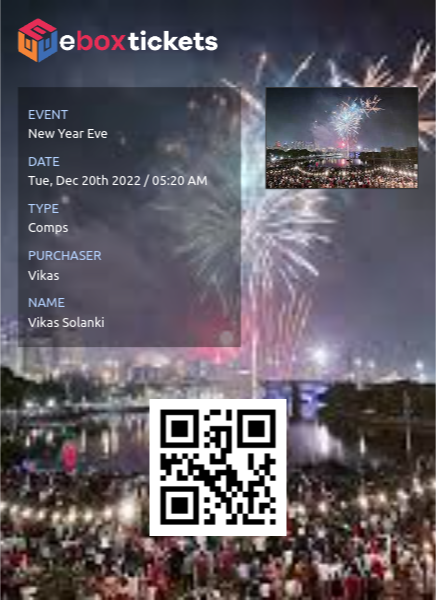 eboxtickets
EVENT
New Year Eve
DATE
Tue, Dec 20th 2022 / 05:20 AM
TYPE
Comps
PURCHASER
Vikas
NAME
Vikas Solanki